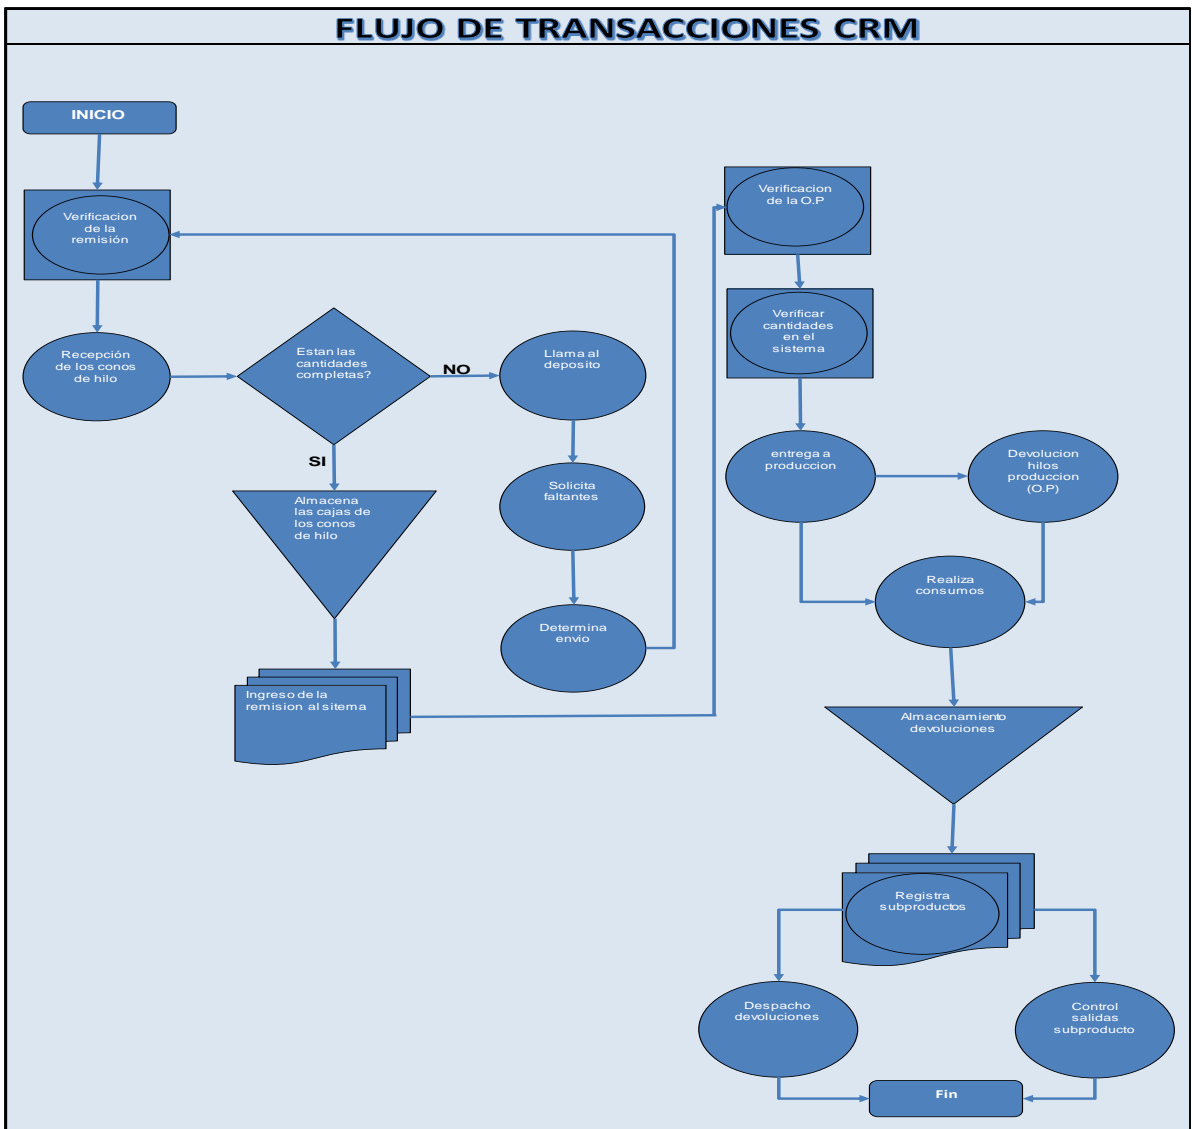 FLUJO DE TRANSACCIONES CRM
INICIO
Verificacion
de la
remisión
Recepción
de los conos
de hilo
Estan las
cantidades
completas?
NO
Llama al
deposito
SI
Almacena
las cajas de
los conos
de hilo
Solicita
faltantes
Determina
envio
Ingreso de la
remision al sitema
Verificacion
de la O.P
Verificar
cantidades
en el
sistema
entrega a
produccion
Devolucion
hilos
produccion
(O.P)
Realiza
consumos
Almacenamiento
devoluciones
Registra
subproductos
Despacho
devoluciones
Control
salidas
subproducto
Fin